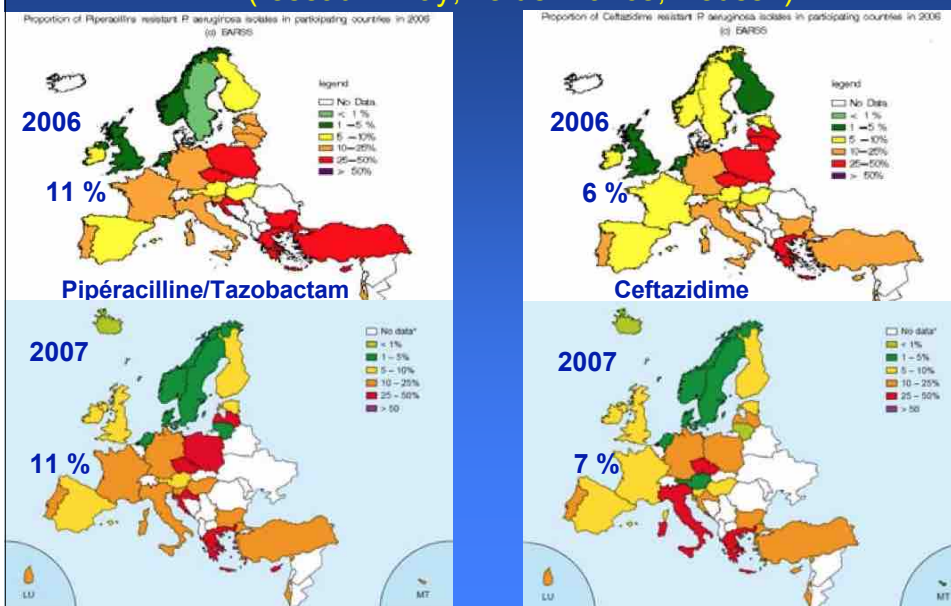 Proportion of Piperacillins resistant P. aeruginosa isolates in participating countries in 2006
(c) EARSS
legend
No Data
< 1 %
1 –5 %
5 –10%
10–25%
25–50%
> 50%
2006
11 %
Pipéracilline/Tazobactam
2007
11 %
No data*
< 1%
1 – 5%
5 – 10%
10 – 25%
25 – 50%
> 50
LU
MT
Proportion of Ceftazidime resistant P. aeruginosa isolates in participating countries in 2006
(c) EARSS
legend
No Data
< 1 %
1 –5 %
5 –10%
10–25%
25–50%
> 50%
2006
6 %
Ceftazidime
2007
7 %
No data*
< 1%
1 – 5%
5 – 10%
10 – 25%
25 – 50%
> 50
LU
MT